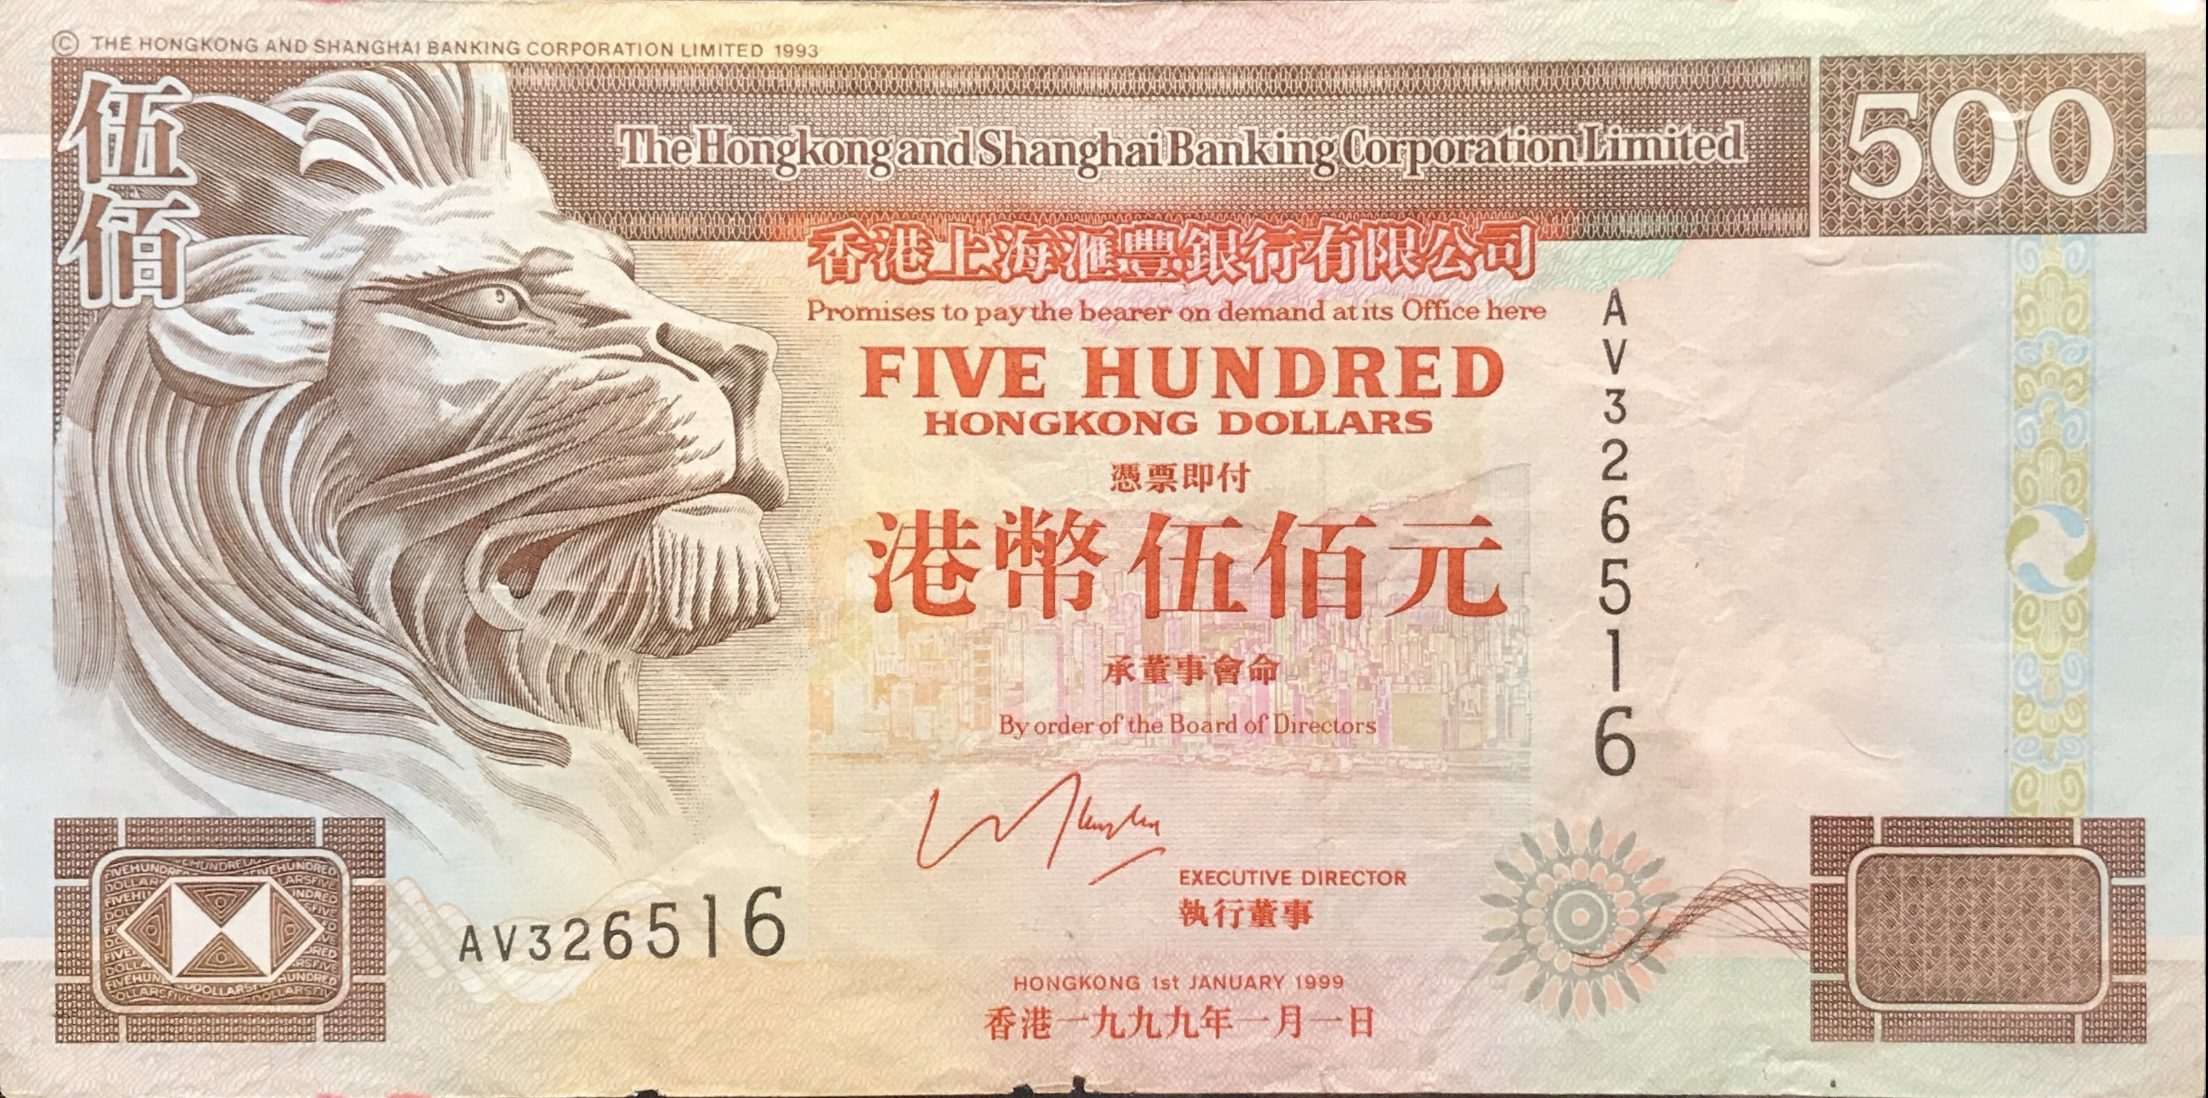 © THE HONGKONG AND SHANGHAI BANKING CORPORATION LIMITED 1993
伍佰
The Hongkong and Shanghai Banking Corporation Limited
500
香港上海滙豐銀行有限公司
Promises to pay the bearer on demand at its Office here
FIVE HUNDRED
HONGKONG DOLLARS
憑票即付
港幣伍佰元
承董事會命
By order of the Board of Directors
AV326516
EXECUTIVE DIRECTOR
執行董事
AV326516
HONGKONG 1st JANUARY 1999
香港一九九九年一月一日